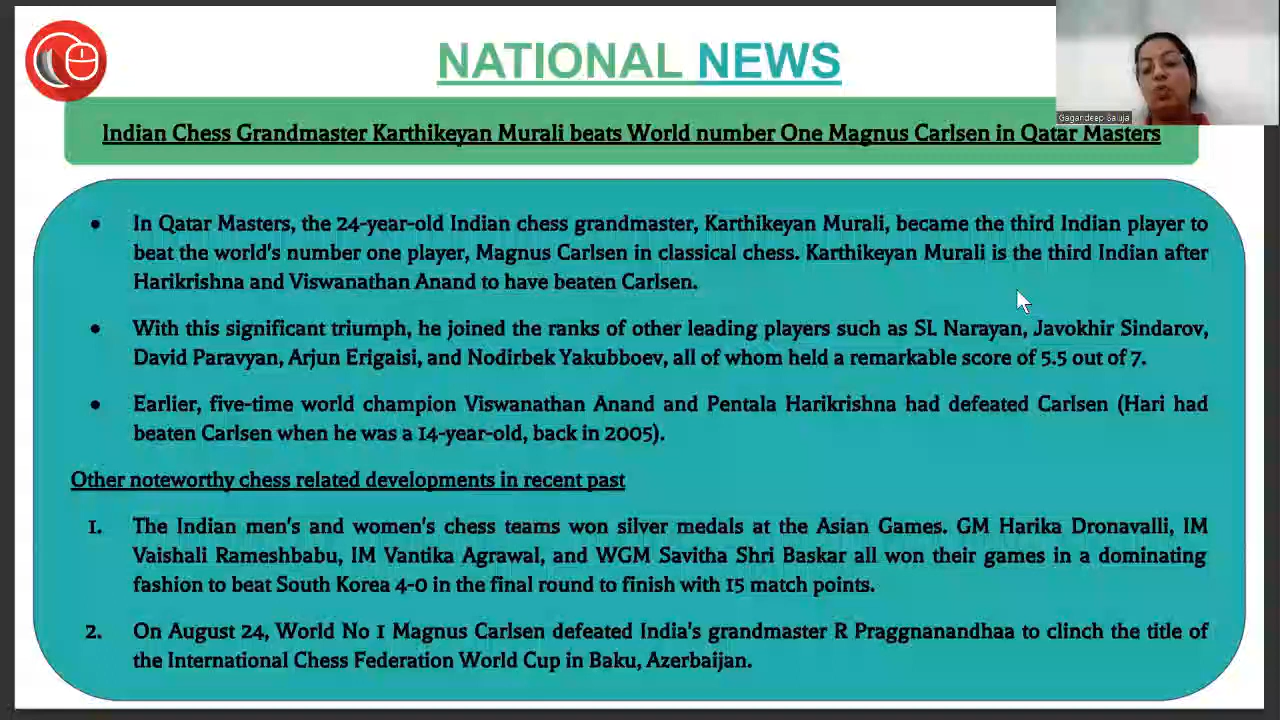 NATIONAL NEWS
Gagandeep Saluja
Indian Chess Grandmaster Karthikeyan Murali beats World number One Magnus Carlsen in Qatar Masters
• In Qatar Masters, the 24-year-old Indian chess grandmaster, Karthikeyan Murali, became the third Indian player to
beat the world's number one player, Magnus Carlsen in classical chess. Karthikeyan Murali is the third Indian after
Harikrishna and Viswanathan Anand to have beaten Carlsen.
• With this significant triumph, he joined the ranks of other leading players such as SL Narayan, Javokhir Sindarov,
David Paravyan, Arjun Erigaisi, and Nodirbek Yakubboev, all of whom held a remarkable score of 5.5 out of 7.
• Earlier, five-time world champion Viswanathan Anand and Pentala Harikrishna had defeated Carlsen (Hari had
beaten Carlsen when he was a 14-year-old, back in 2005).
Other noteworthy chess related developments in recent past
1. The Indian men's and women's chess teams won silver medals at the Asian Games. GM Harika Dronavalli, IM
Vaishali Rameshbabu, IM Vantika Agrawal, and WGM Savitha Shri Baskar all won their games in a dominating
fashion to beat South Korea 4-0 in the final round to finish with 15 match points.
2. On August 24, World No 1 Magnus Carlsen defeated India's grandmaster R Praggnanandhaa to clinch the title of
the International Chess Federation World Cup in Baku, Azerbaijan.